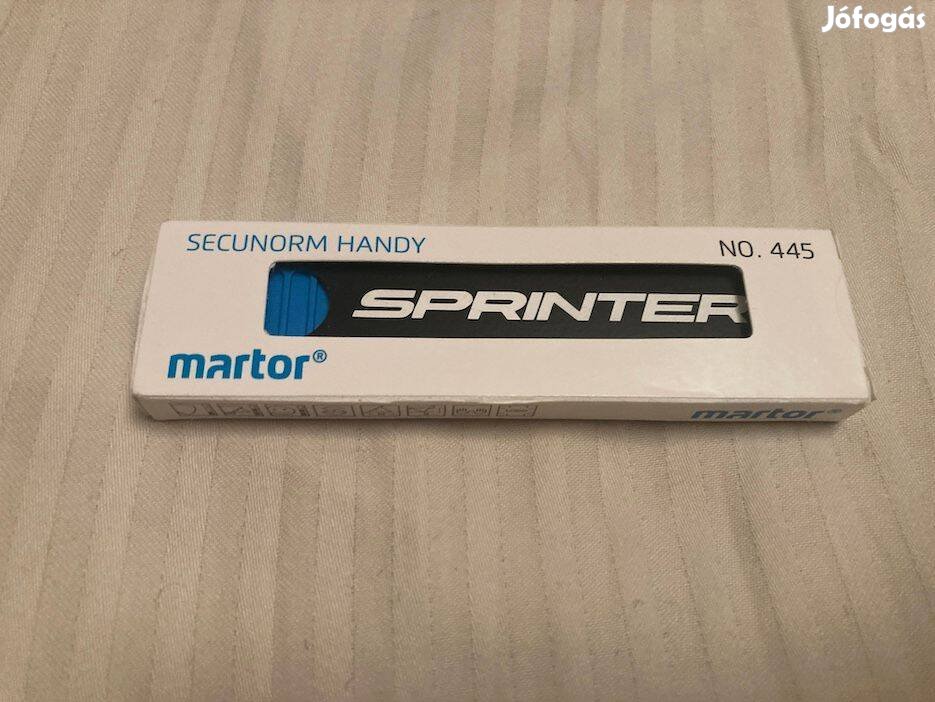 Jófogás
SECUNORM HANDY
NO. 445
SPRINTER
martor®
martor®